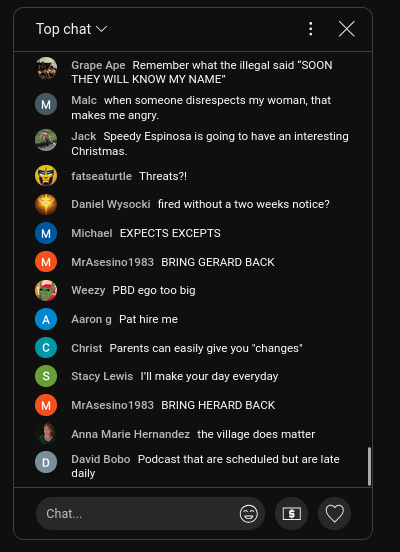 Top chat
Grape Ape Remember what the illegal said “SOON
THEY WILL KNOW MY NAME”
M Malc when someone disrespects my woman, that
makes me angry.
Jack Speedy Espinosa is going to have an interesting
Christmas.
fatseaturtle Threats?!
Daniel Wysocki fired without a two weeks notice?
M Michael EXPECTS EXCEPTS
M MrAsesino1983 BRING GERARD BACK
Weezy PBD ego too big
A Aaron g Pat hire me
C Christ Parents can easily give you "changes"
S Stacy Lewis I’ll make your day everyday
M MrAsesino1983 BRING HERARD BACK
Anna Marie Hernandez the village does matter
D David Bobo Podcast that are scheduled but are late
daily
Chat... $